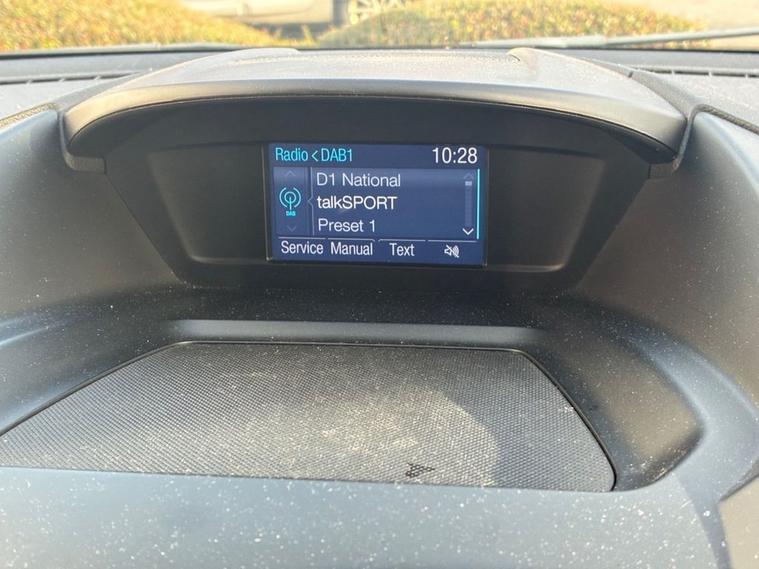 Radio < DAB1 10:28
D1 National
talkSPORT
DAB
Preset 1
Service Manual Text